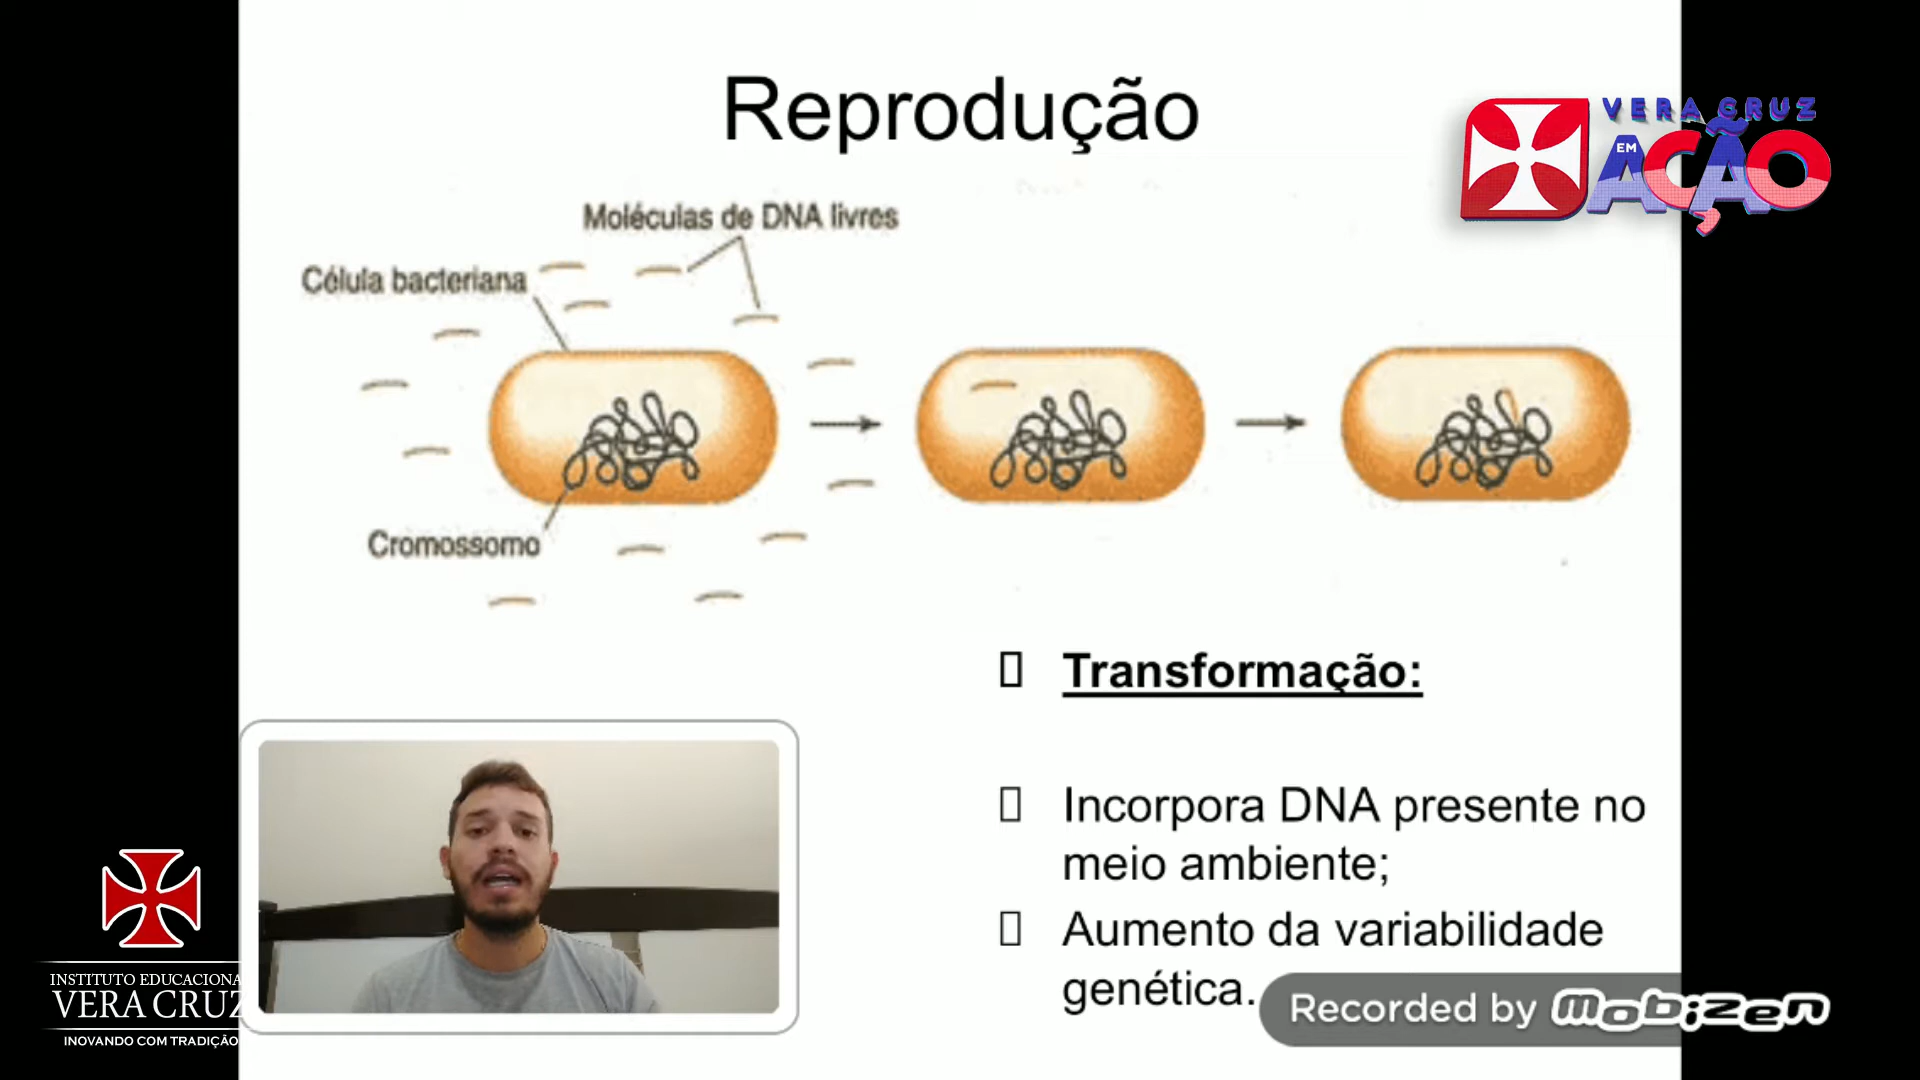 Reprodução
VERA CRUZ
EM
AÇÃO
Moléculas de DNA livres
Célula bacteriana
Cromossomo
Transformação:
Incorpora DNA presente no
meio ambiente;
Aumento da variabilidade
genética.
Recorded by Mobizen
INSTITUTO EDUCACIONA
VERA CRUZ
INOVANDO COM TRADIÇÃO